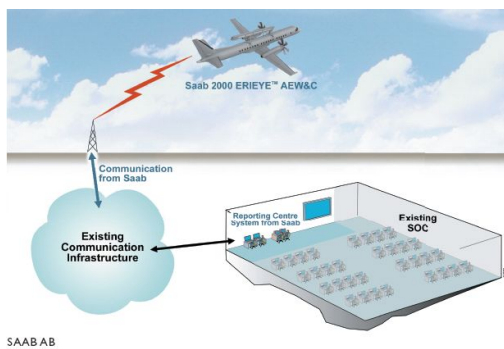 Saab 2000 ERIEYE™ AEW&C
Communication
from Saab
Existing
Communication
Infrastructure
Reporting Centre
System from Saab
Existing
SOC
SAAB AB